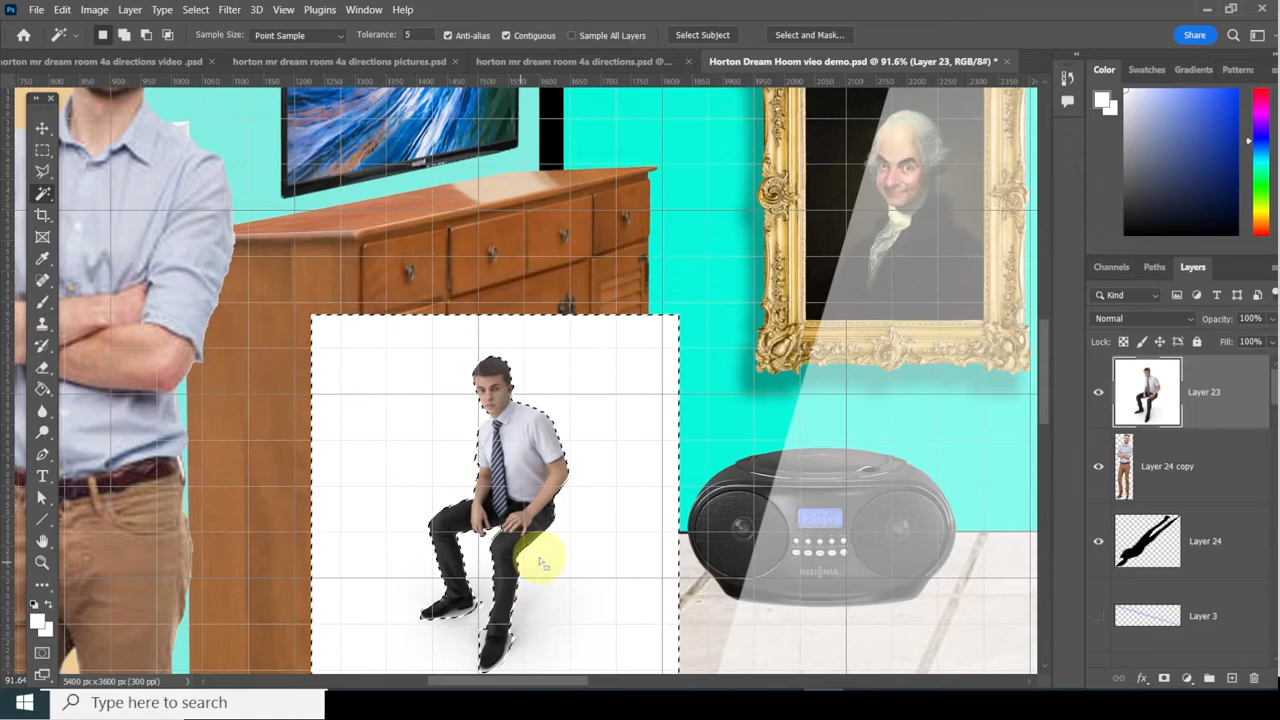 Ps File Edit Image Layer Type Select Filter 3D View Plugins Window Help
Sample Size: Point Sample Tolerance: 5 Anti-alias Contiguous Sample All Layers Select Subject Select and Mask... Share
horton mr dream room 4a directions video .psd × horton mr dream room 4a directions pictures.psd × horton mr dream room 4a directions.psd @... × Horton Dream Hoom vieo demo.psd @ 91.6% (Layer 23, RGB/8#) * ×
Color Swatches Gradients Patterns
Channels Paths Layers
Kind
Normal Opacity: 100%
Lock: Fill: 100%
Layer 23
Layer 24 copy
Layer 24
INSIGNIA
Layer 3
91.64 5400 px x 3600 px (300 ppi)
Type here to search